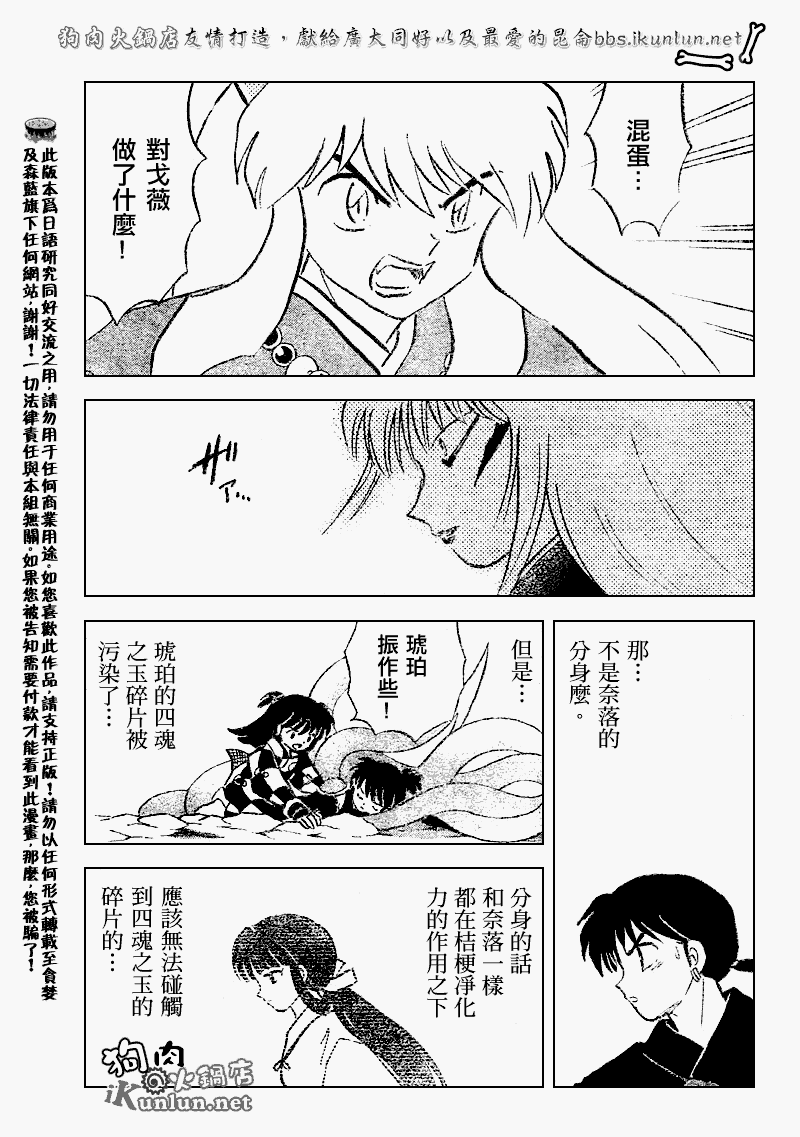 狗肉火鍋店友情打造，獻給廣大同好以及最愛的昆侖bbs.ikunlun.net
混蛋…
對戈薇
做了什麼！
ザ
ア…
那…
不是奈落的
分身麼。
但是…
琥珀
振作些！
琥珀的四魂
之玉碎片被
污染了…
分身的話
和奈落一樣
都在桔梗凈化
力的作用之下
應該無法碰觸
到四魂之玉的
碎片的…
此版本爲日語研究同好交流之用，請勿用于任何商業用途。如您喜歡此作品，請支持正版！請勿以任何形式轉載至貪婪
及森藍旗下任何網站，謝謝！一切法律責任與本組無關。如果您被告知需要付款才能看到此漫畫，那麼，您被騙了！
狗肉
火鍋店
iKunlun.net